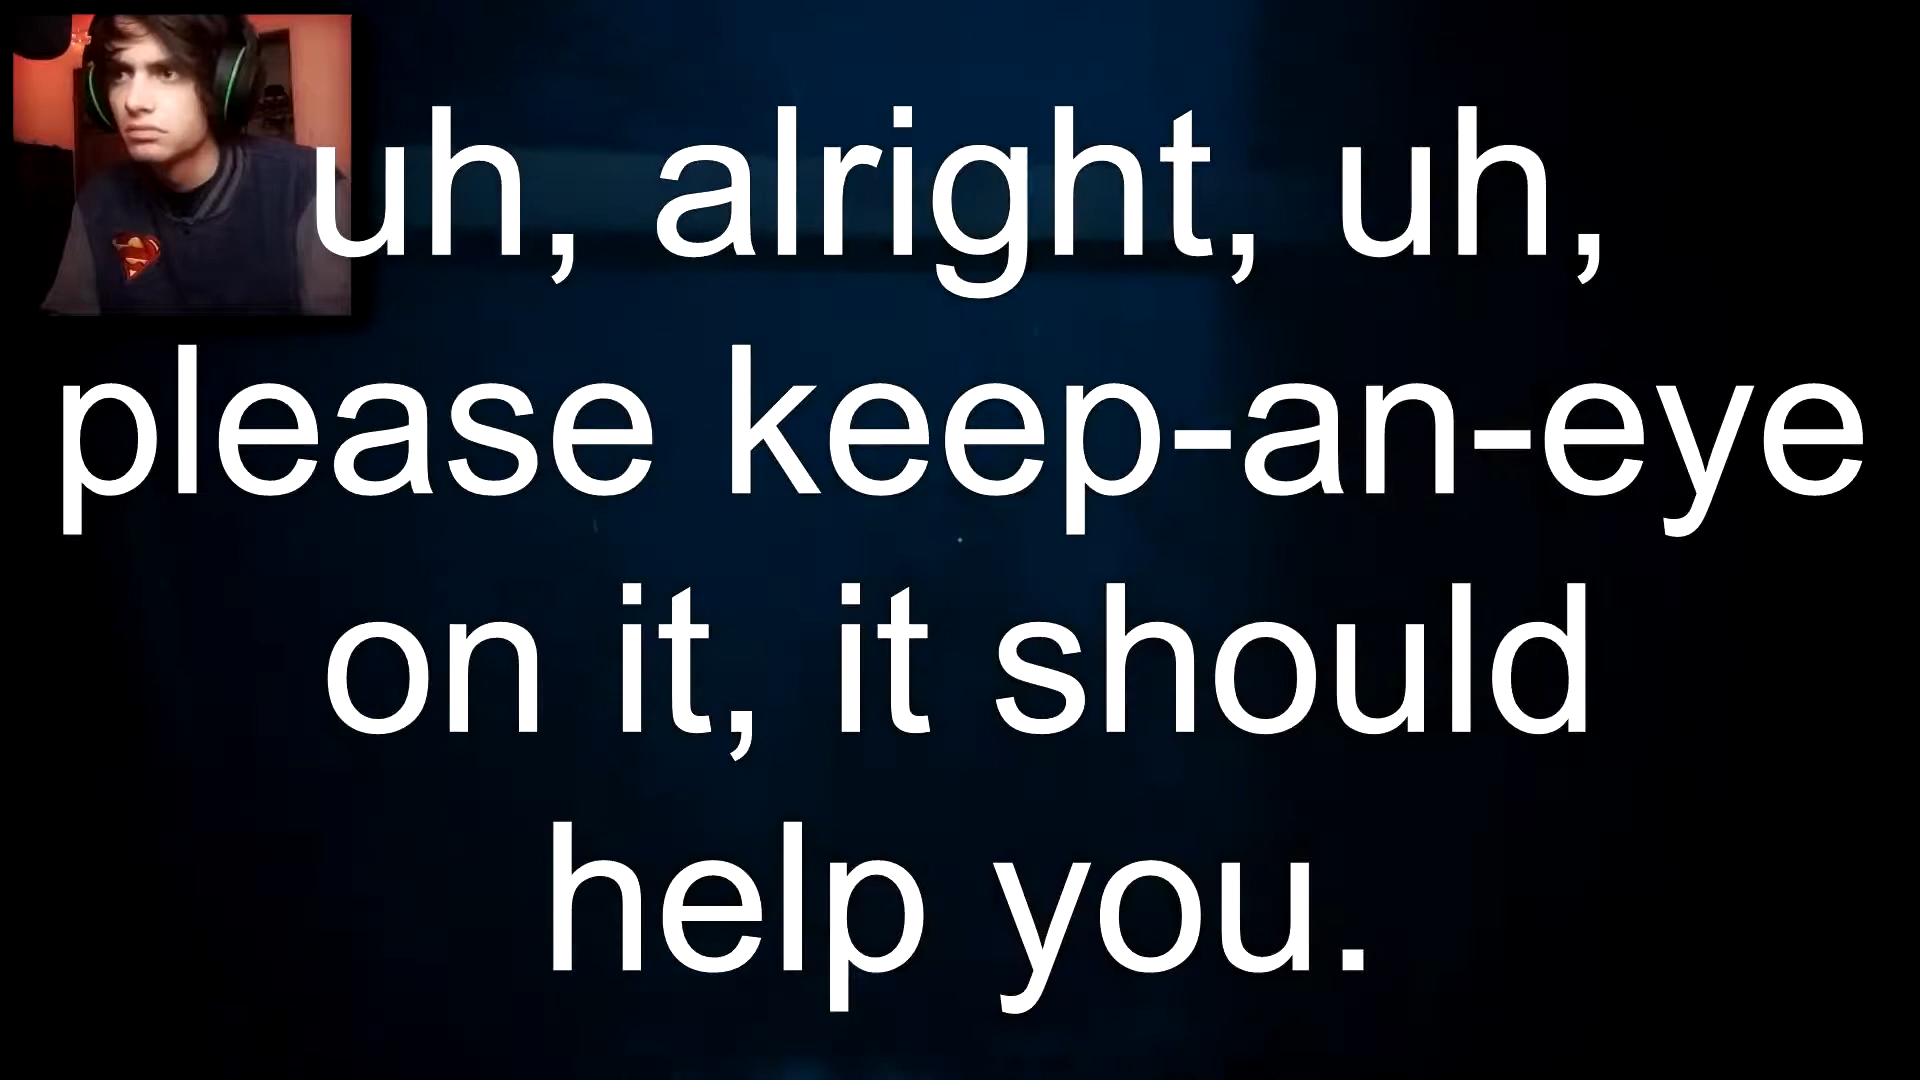 uh, alright, uh,
please keep-an-eye
on it, it should
help you.